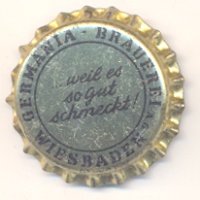 GERMANIA - BRAUEREI
...weil es
so gut
schmeckt!
WIESBADEN